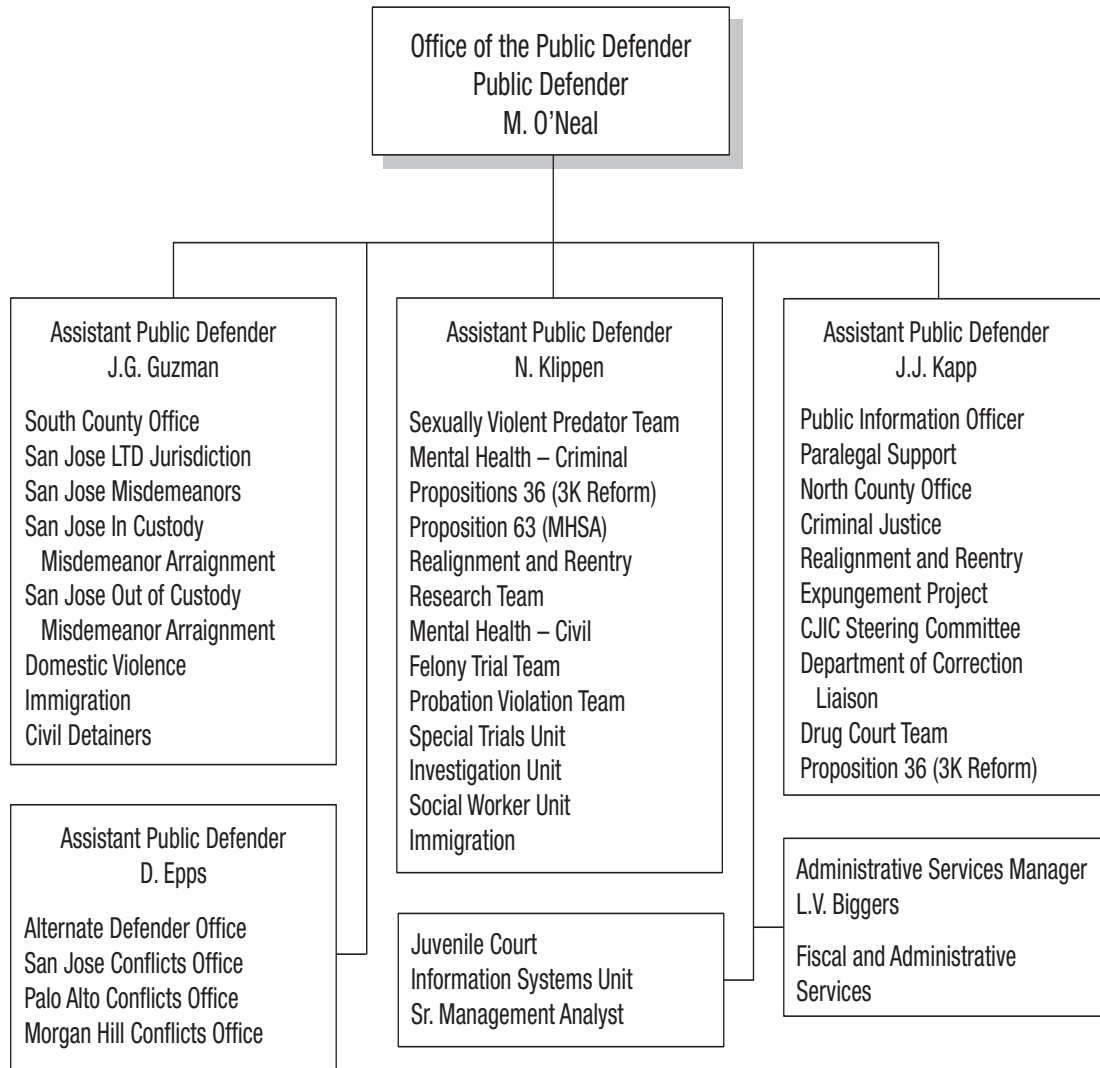 Office of the Public Defender
Public Defender
M. O’Neal
Assistant Public Defender
J.G. Guzman
South County Office
San Jose LTD Jurisdiction
San Jose Misdemeanors
San Jose In Custody
Misdemeanor Arraignment
San Jose Out of Custody
Misdemeanor Arraignment
Domestic Violence
Immigration
Civil Detainers
Assistant Public Defender
N. Klippen
Sexually Violent Predator Team
Mental Health – Criminal
Propositions 36 (3K Reform)
Proposition 63 (MHSA)
Realignment and Reentry
Research Team
Mental Health – Civil
Felony Trial Team
Probation Violation Team
Special Trials Unit
Investigation Unit
Social Worker Unit
Immigration
Assistant Public Defender
J.J. Kapp
Public Information Officer
Paralegal Support
North County Office
Criminal Justice
Realignment and Reentry
Expungement Project
CJIC Steering Committee
Department of Correction
Liaison
Drug Court Team
Proposition 36 (3K Reform)
Assistant Public Defender
D. Epps
Alternate Defender Office
San Jose Conflicts Office
Palo Alto Conflicts Office
Morgan Hill Conflicts Office
Juvenile Court
Information Systems Unit
Sr. Management Analyst
Administrative Services Manager
L.V. Biggers
Fiscal and Administrative
Services